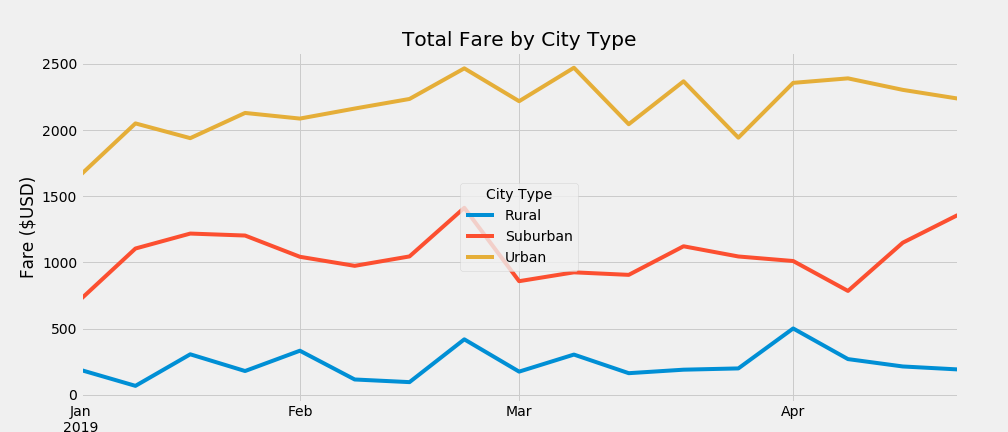 Total Fare by City Type
Fare ($USD)
2500
2000
1500
1000
500
0
City Type
Rural
Suburban
Urban
Jan Feb Mar Apr
2019